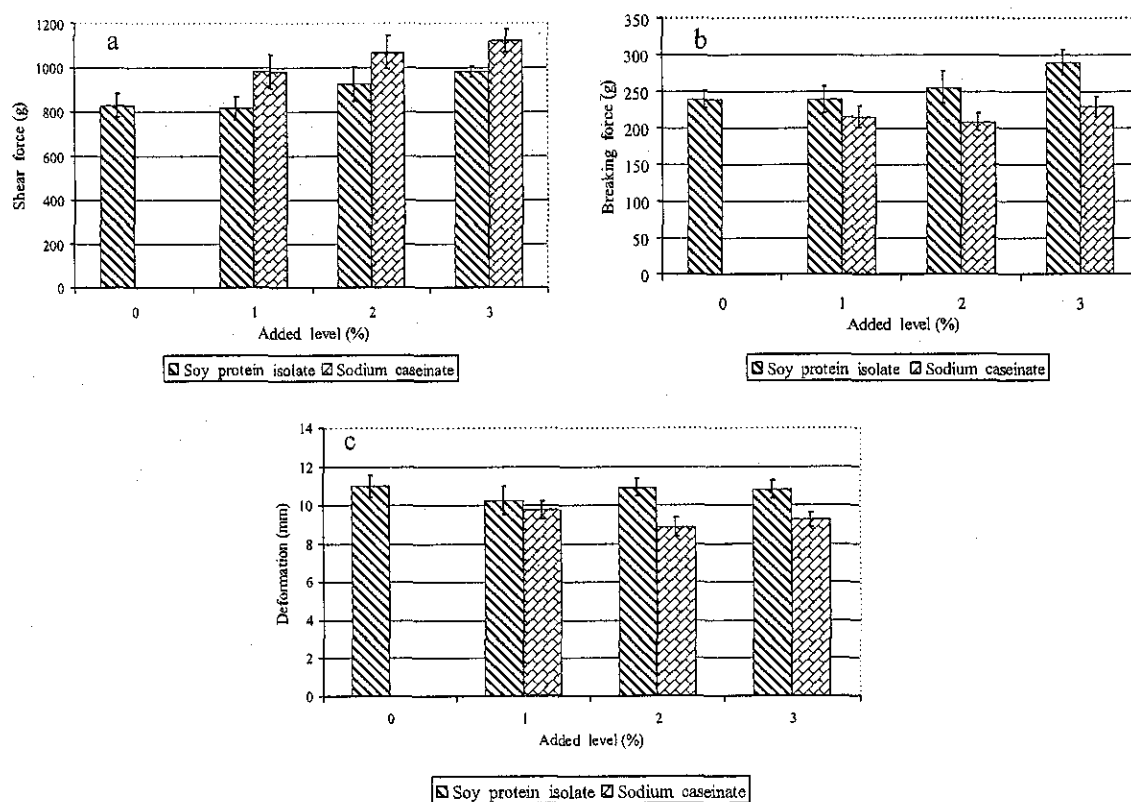 a
1200
1000
800
600
400
200
0
Shear force (g)
0 1 2 3
Added level (%)
Soy protein isolate Sodium caseinate
b
350
300
250
200
150
100
50
0
Breaking force (g)
0 1 2 3
Added level (%)
Soy protein isolate Sodium caseinate
c
14
12
10
8
6
4
2
0
Deformation (mm)
0 1 2 3
Added level (%)
Soy protein isolate Sodium caseinate